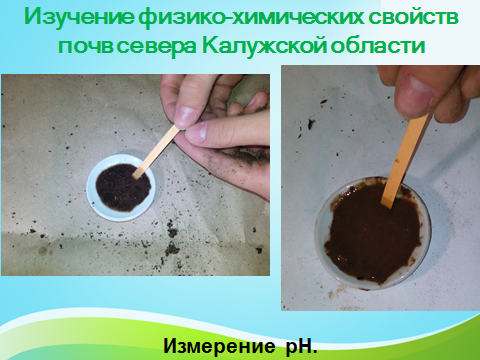 Изучение физико-химических свойств
почв севера Калужской области
Измерение pH.